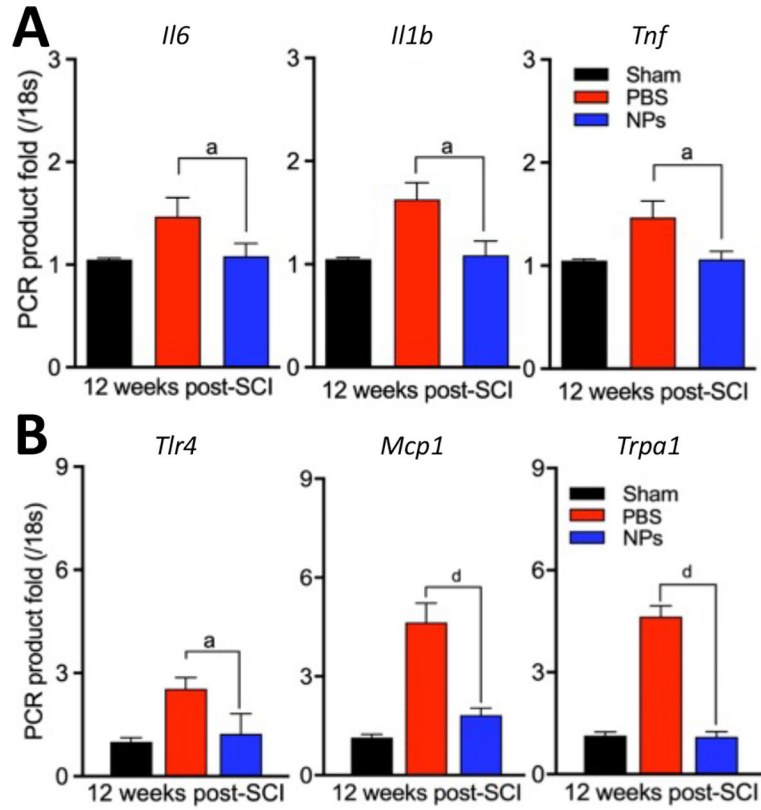 A
Il6 Il1b Tnf
PCR product fold (/18s)
3
2
1
0
a
12 weeks post-SCI
3
2
1
0
a
12 weeks post-SCI
3
2
1
0
Sham
PBS
NPs
a
12 weeks post-SCI
B
Tlr4 Mcp1 Trpa1
PCR product fold (/18s)
9
6
3
0
a
12 weeks post-SCI
9
6
3
0
d
12 weeks post-SCI
9
6
3
0
Sham
PBS
NPs
d
12 weeks post-SCI